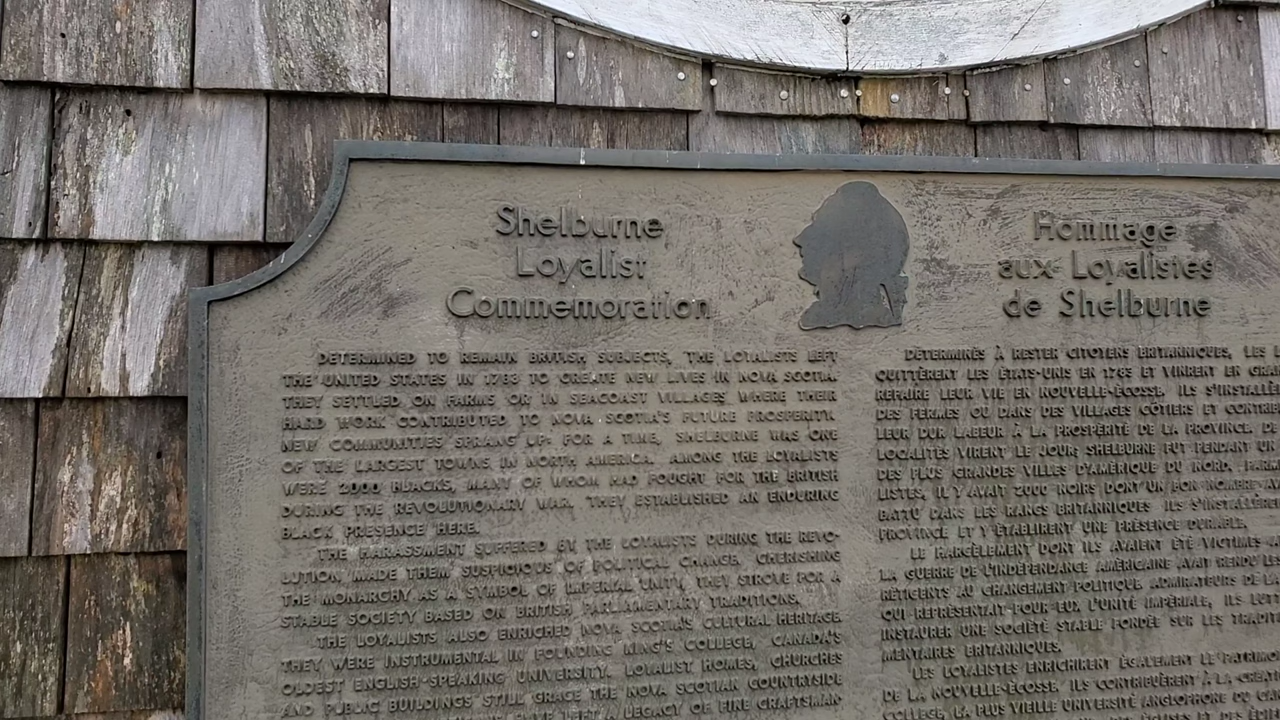 Shelburne
Loyalist
Commemoration
DETERMINED TO REMAIN BRITISH SUBJECTS, THE LOYALISTS LEFT
THE UNITED STATES IN 1783 TO CREATE NEW LIVES IN NOVA SCOTIA.
THEY SETTLED ON FARMS OR IN SEACOAST VILLAGES WHERE THEIR
HARD WORK CONTRIBUTED TO NOVA SCOTIA'S FUTURE PROSPERITY.
NEW COMMUNITIES SPRANG UP: FOR A TIME, SHELBURNE WAS ONE
OF THE LARGEST TOWNS IN NORTH AMERICA. AMONG THE LOYALISTS
WERE 2000 BLACKS, MANY OF WHOM HAD FOUGHT FOR THE BRITISH
DURING THE REVOLUTIONARY WAR. THEY ESTABLISHED AN ENDURING
BLACK PRESENCE HERE.
THE HARASSMENT SUFFERED BY THE LOYALISTS DURING THE REVO-
LUTION MADE THEM SUSPICIOUS OF POLITICAL CHANGE. CHERISHING
THE MONARCHY AS A SYMBOL OF IMPERIAL UNITY, THEY STROVE FOR A
STABLE SOCIETY BASED ON BRITISH PARLIAMENTARY TRADITIONS.
THE LOYALISTS ALSO ENRICHED NOVA SCOTIA'S CULTURAL HERITAGE.
THEY WERE INSTRUMENTAL IN FOUNDING KING'S COLLEGE, CANADA'S
OLDEST ENGLISH-SPEAKING UNIVERSITY. LOYALIST HOMES, CHURCHES
AND PUBLIC BUILDINGS STILL GRACE THE NOVA SCOTIAN COUNTRYSIDE
LEFT A LEGACY OF FINE CRAFTSMAN
Hommage
aux Loyalistes
de Shelburne
DÉTERMINÉS À RESTER CITOYENS BRITANNIQUES, LES
QUITTÈRENT LES ÉTATS-UNIS EN 1783 ET VINRENT EN
REFAIRE LEUR VIE EN NOUVELLE-ÉCOSSE. ILS
DES FERMES OU DANS DES VILLAGES CÔTIERS ET
LEUR DUR LABEUR À LA PROSPÉRITÉ DE LA PROVINCE. DE
LOCALITÉS VIRENT LE JOUR; SHELBURNE FUT PENDANT UN
DES PLUS GRANDES VILLES D'AMÉRIQUE DU NORD. PARMI
LISTES, IL Y AVAIT 2000 NOIRS DONT UN BON NOMBRE
BATTU DANS LES RANGS BRITANNIQUES. ILS
PROVINCE ET Y ÉTABLIRENT UNE PRÉSENCE DURABLE.
LE HARCÈLEMENT DONT ILS AVAIENT ÉTÉ VICTIMES
LA GUERRE DE L'INDÉPENDANCE AMÉRICAINE AVAIT RENDU
RÉTICENTS AU CHANGEMENT POLITIQUE. ADMIRATEURS DE
QUI REPRÉSENTAIT POUR EUX L'UNITÉ IMPÉRIALE, ILS
INSTAURER UNE SOCIÉTÉ STABLE FONDÉE SUR LES
MENTAIRES BRITANNIQUES.
LES LOYALISTES ENRICHIRENT ÉGALEMENT LE
DE LA NOUVELLE-ÉCOSSE. ILS CONTRIBUÈRENT À LA
COLLEGE, LA PLUS VIEILLE UNIVERSITÉ ANGLOPHONE DU